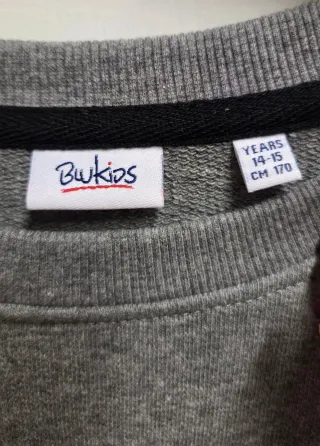 BluKids
YEARS
14-15
CM 170